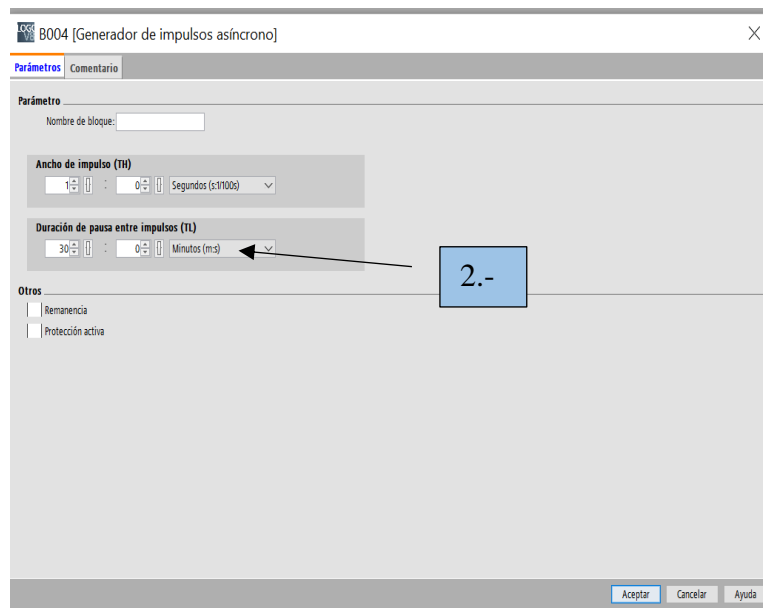 B004 [Generador de impulsos asíncrono]
Parámetros Comentario
Parámetro
Nombre de bloque:
Ancho de impulso (TH)
1 : 0 Segundos (s:1/100s)
Duración de pausa entre impulsos (TL)
30 : 0 Minutos (m:s)
2.-
Otros
Remanencia
Protección activa
Aceptar Cancelar Ayuda